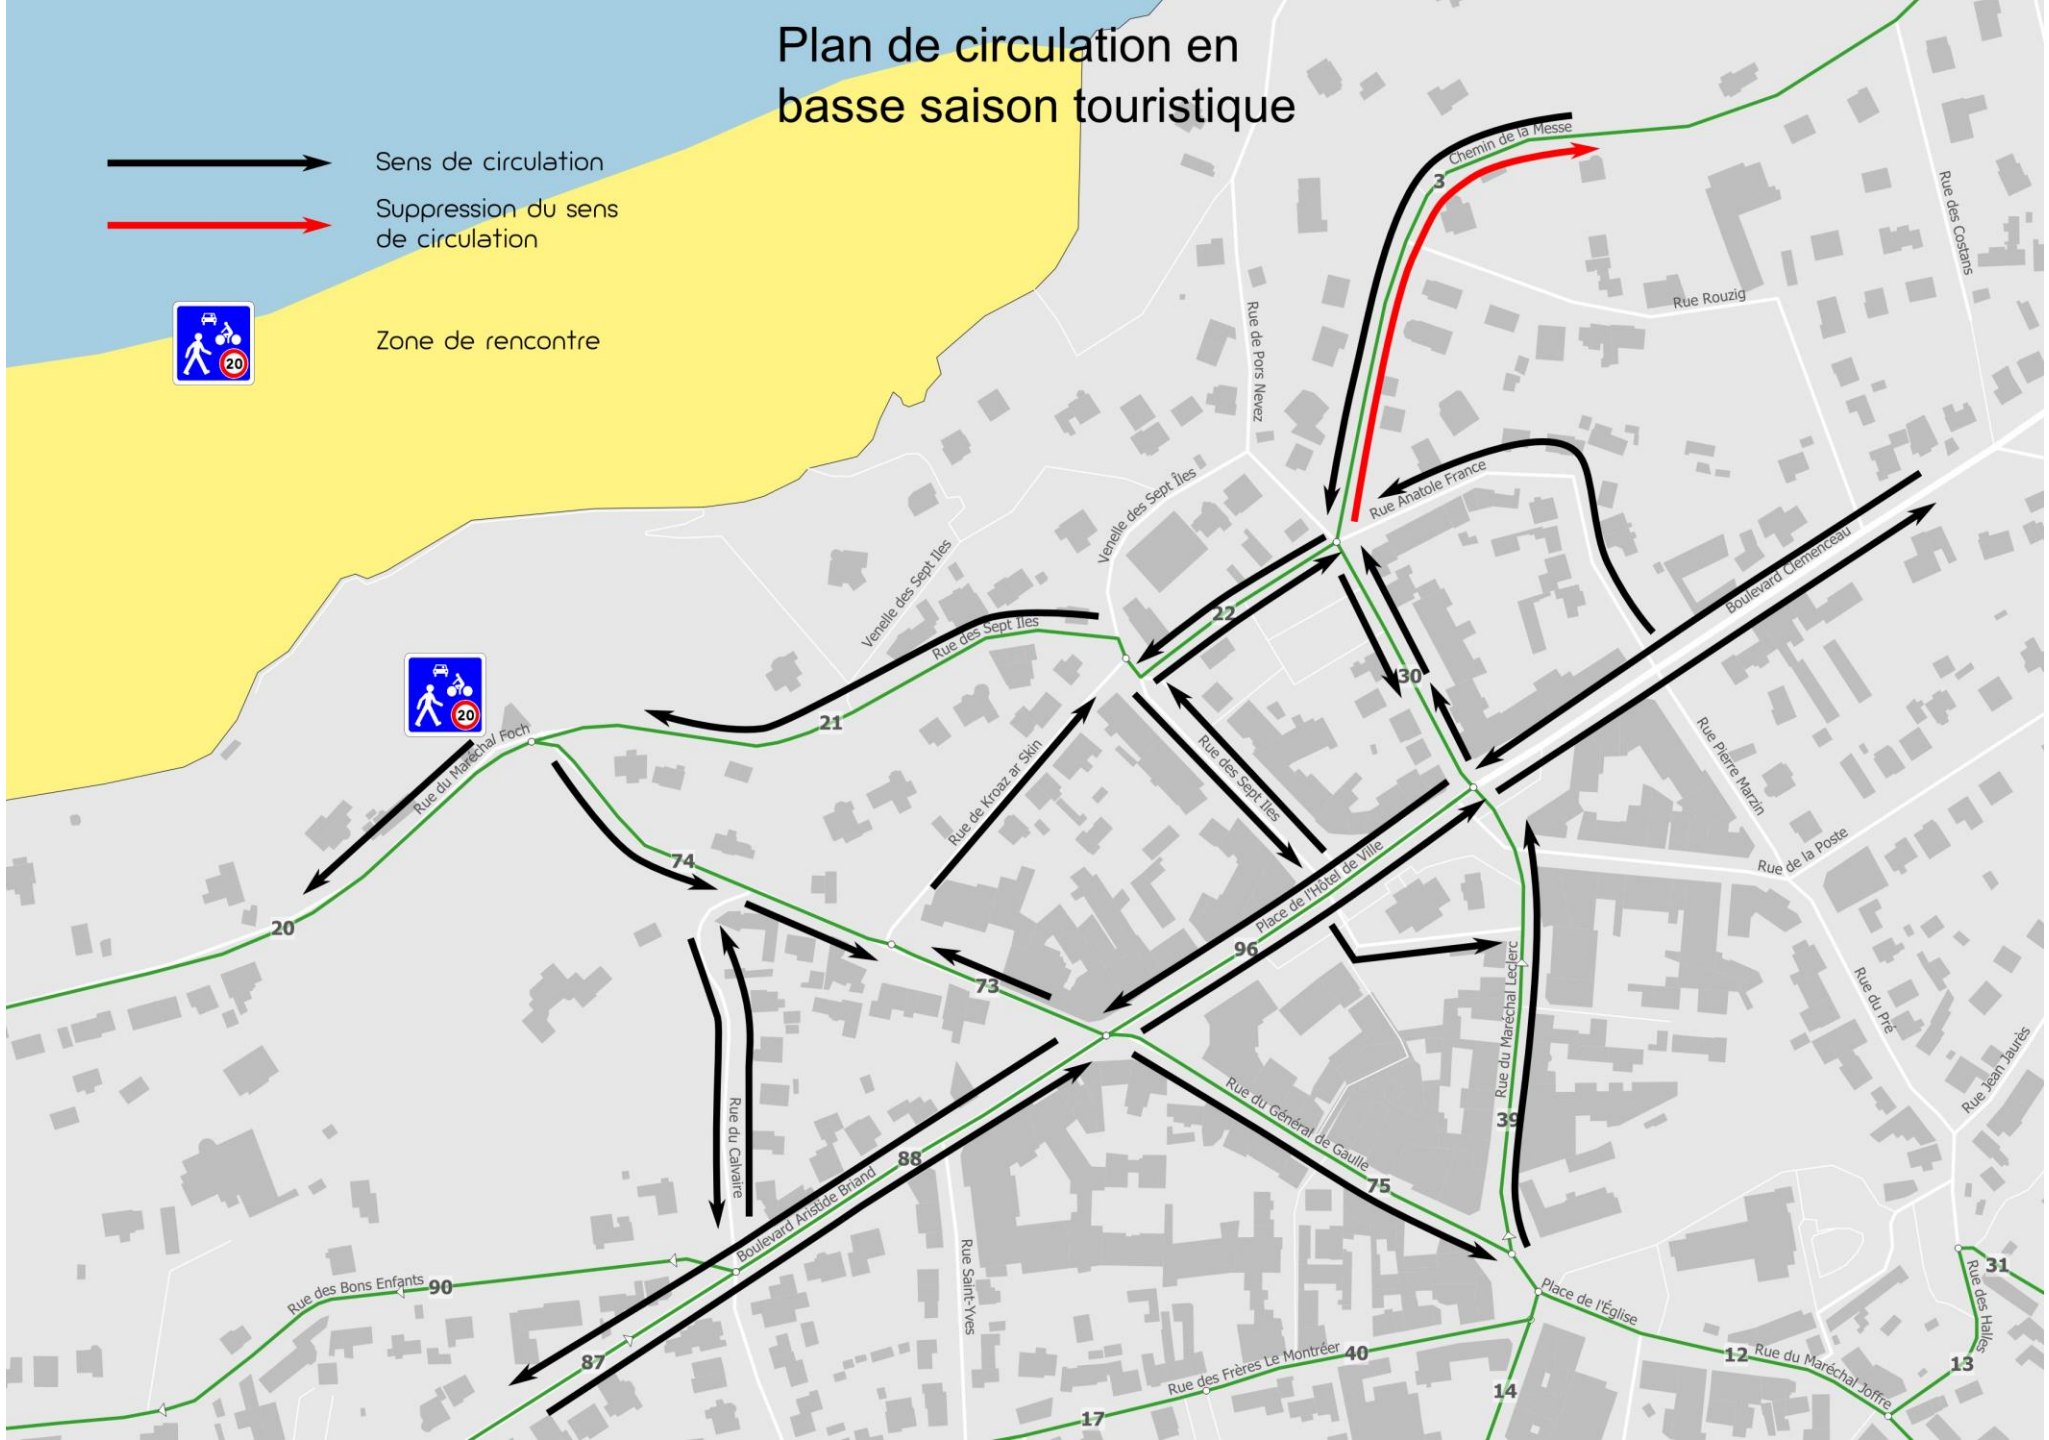 Plan de circulation en
basse saison touristique
Sens de circulation
Suppression du sens
de circulation
20
Zone de rencontre
Chemin de la Messe
3
Rue des Costans
Rue Rouzig
Rue de Pors Nevez
Venelle des Sept Îles
Rue Anatole France
Boulevard Clemenceau
Venelle des Sept Iles
Rue des Sept Iles
22
30
21
20
Rue du Maréchal Foch
Rue de Kroaz ar Skin
Rue des Sept Iles
Rue Pierre Marzin
Rue de la Poste
74
20
Place de l'Hôtel de Ville
96
73
Rue du Maréchal Leclerc
Rue du Pré
Rue Jean Jaurès
39
Rue du Général de Gaulle
75
Rue du Calvaire
88
Boulevard Aristide Briand
Rue Saint-Yves
Rue des Bons Enfants
90
87
Place de l'Église
31
Rue des Halles
13
12
Rue du Maréchal Joffre
Rue des Frères Le Montréer
40
14
17